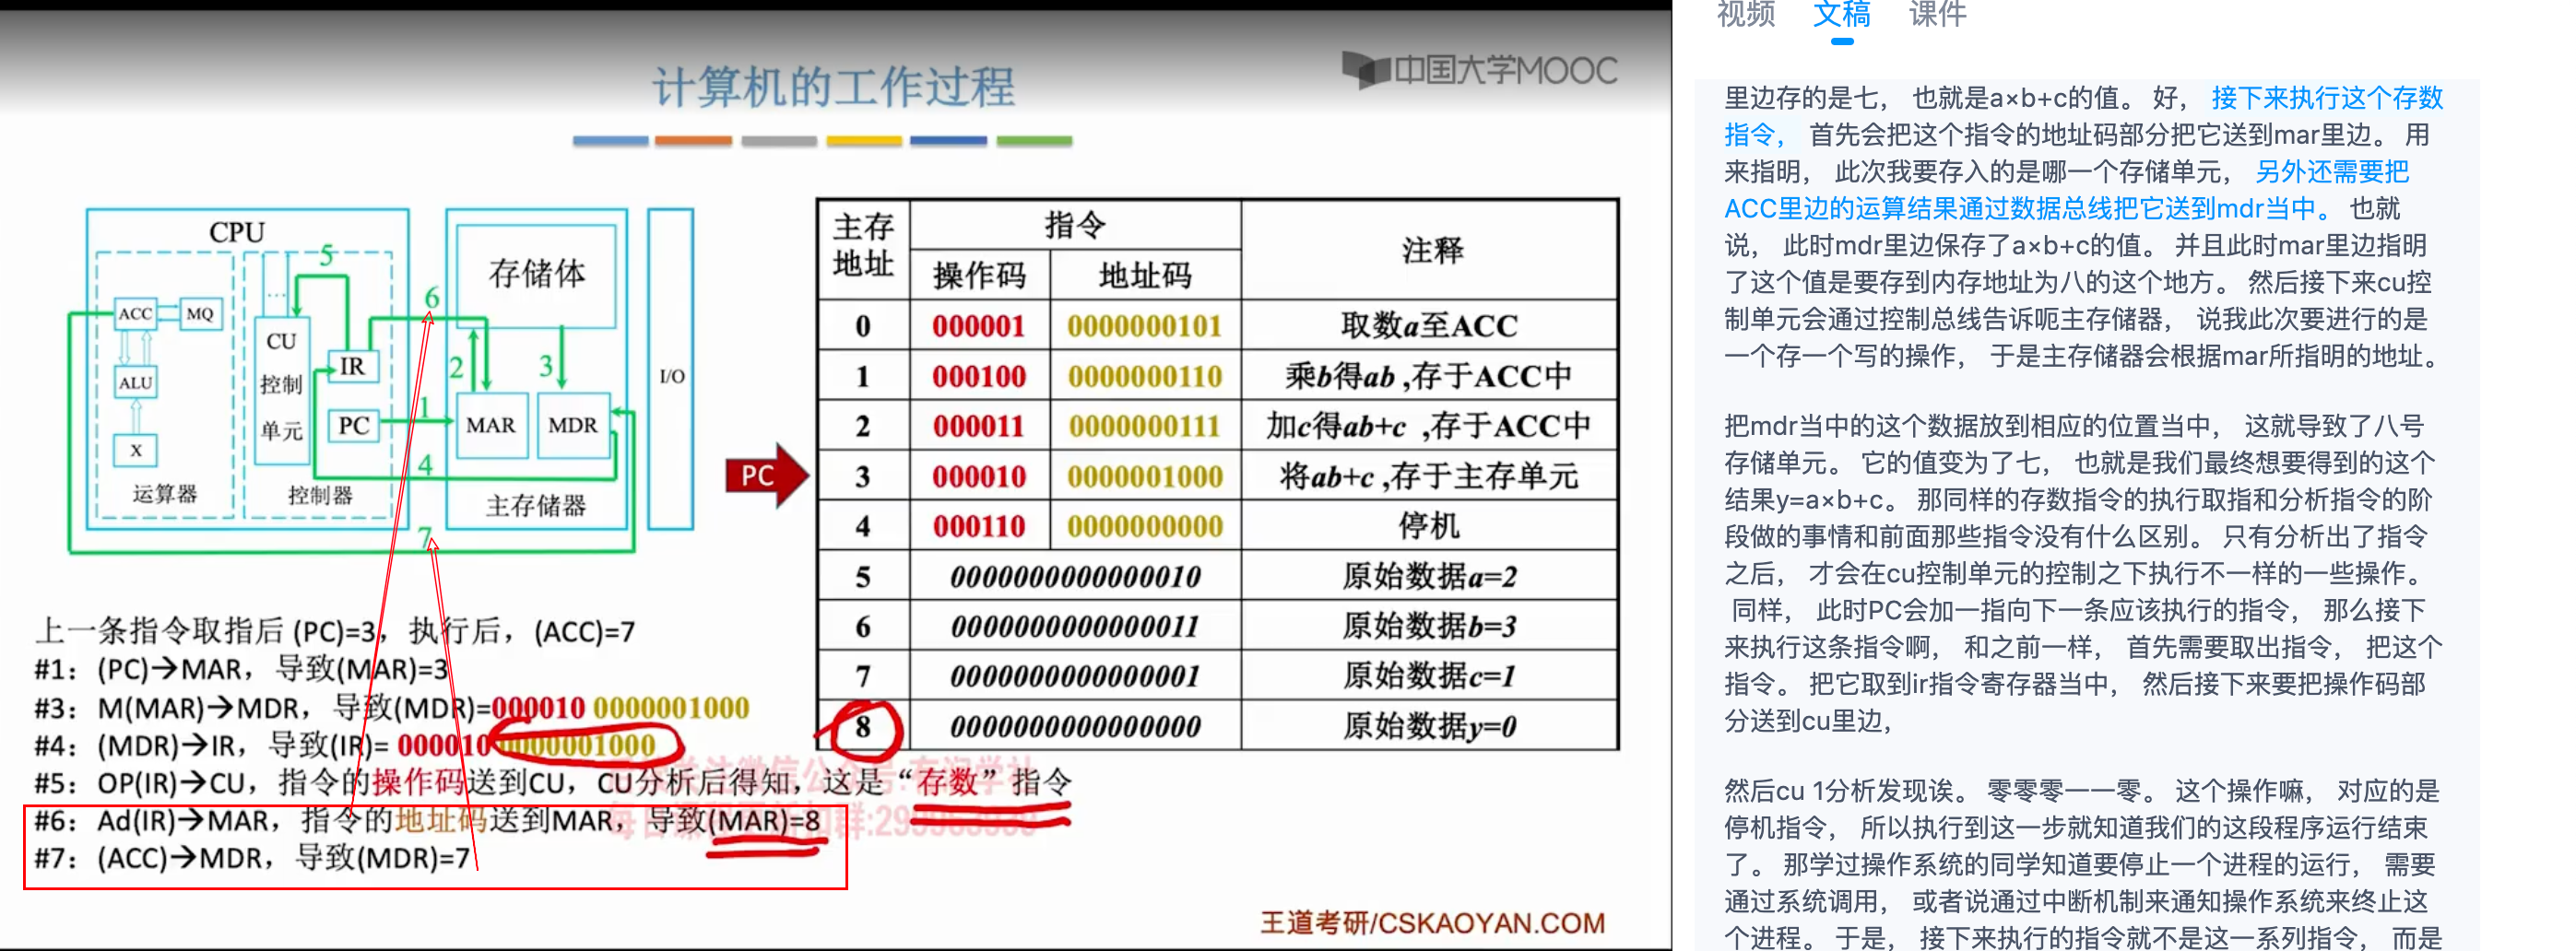 计算机的工作过程
中国大学MOOC
CPU
ACC
MQ
ALU
X
运算器
CU
控制
单元
...
IR
PC
控制器
存储体
MAR
MDR
主存储器
I/O
1
2
3
4
5
6
7
PC
主存地址 指令 注释
操作码 地址码
0 000001 0000000101 取数a至ACC
1 000100 0000000110 乘b得ab ,存于ACC中
2 000011 0000000111 加c得ab+c ,存于ACC中
3 000010 0000001000 将ab+c ,存于主存单元
4 000110 0000000000 停机
5 0000000000000010 原始数据a=2
6 0000000000000011 原始数据b=3
7 0000000000000001 原始数据c=1
8 0000000000000000 原始数据y=0
上一条指令取指后 (PC)=3，执行后，(ACC)=7
#1：(PC)→MAR，导致(MAR)=3
#3：M(MAR)→MDR，导致(MDR)=000010 0000001000
#4：(MDR)→IR，导致(IR)= 000010 0000001000
#5：OP(IR)→CU，指令的操作码送到CU，CU分析后得知，这是“存数”指令
#6：Ad(IR)→MAR，指令的地址码送到MAR，导致(MAR)=8
#7：(ACC)→MDR，导致(MDR)=7
王道考研/CSKAOYAN.COM
视频 文稿 课件
里边存的是七， 也就是a×b+c的值。 好， 接下来执行这个存数
指令， 首先会把这个指令的地址码部分把它送到mar里边。 用
来指明， 此次我要存入的是哪一个存储单元， 另外还需要把
ACC里边的运算结果通过数据总线把它送到mdr当中。 也就
说， 此时mdr里边保存了a×b+c的值。 并且此时mar里边指明
了这个值是要存到内存地址为八的这个地方。 然后接下来cu控
制单元会通过控制总线告诉呃主存储器， 说我此次要进行的是
一个存一个写的操作， 于是主存储器会根据mar所指明的地址。
把mdr当中的这个数据放到相应的位置当中， 这就导致了八号
存储单元。 它的值变为了七， 也就是我们最终想要得到的这个
结果y=a×b+c。 那同样的存数指令的执行取指和分析指令的阶
段做的事情和前面那些指令没有什么区别。 只有分析出了指令
之后， 才会在cu控制单元的控制之下执行不一样的一些操作。
同样， 此时PC会加一指向下一条应该执行的指令， 那么接下
来执行这条指令啊， 和之前一样， 首先需要取出指令， 把这个
指令。 把它取到ir指令寄存器当中， 然后接下来要把操作码部
分送到cu里边，
然后cu 1分析发现诶。 零零零一一零。 这个操作嘛， 对应的是
停机指令， 所以执行到这一步就知道我们的这段程序运行结束
了。 那学过操作系统的同学知道要停止一个进程的运行， 需要
通过系统调用， 或者说通过中断机制来通知操作系统来终止这
个进程。 于是， 接下来执行的指令就不是这一系列指令， 而是